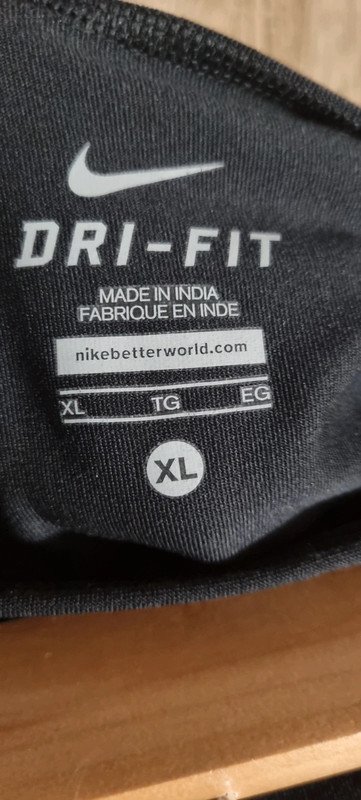 DRI-FIT
MADE IN INDIA
FABRIQUE EN INDE
nikebetterworld.com
XL TG EG
XL